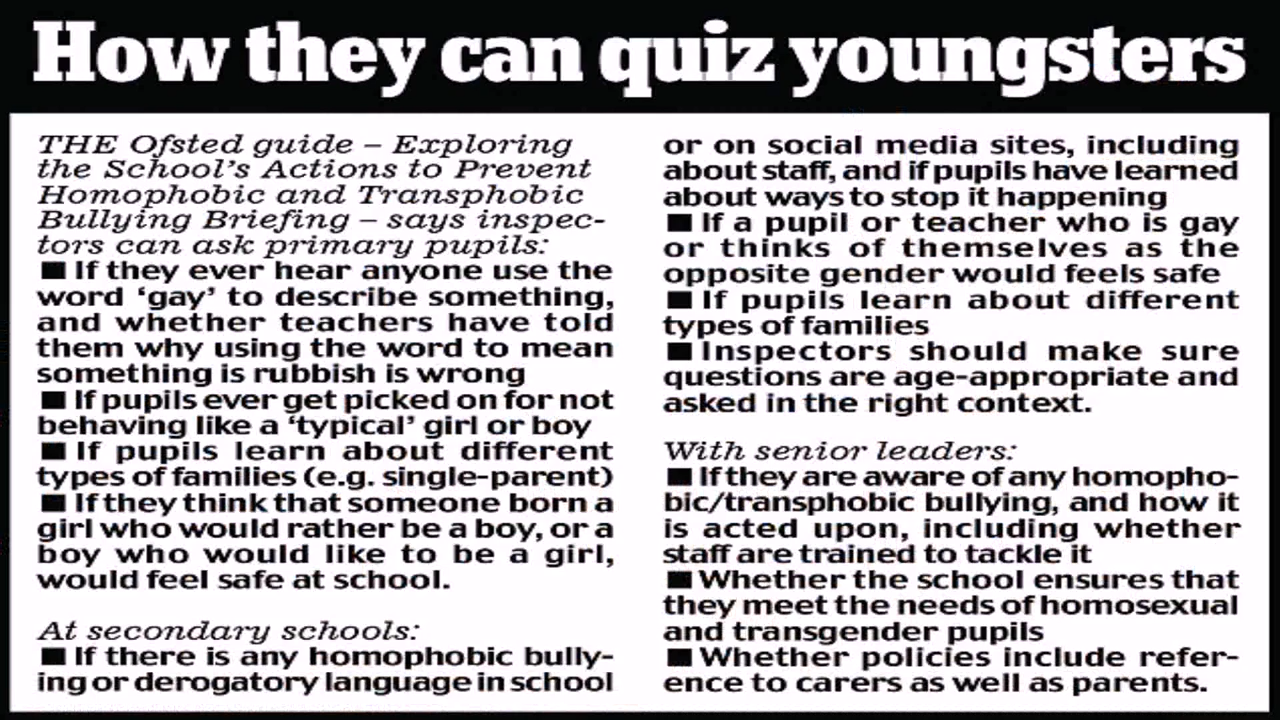 How they can quiz youngsters
THE Ofsted guide – Exploring
the School's Actions to Prevent
Homophobic and Transphobic
Bullying Briefing – says inspec-
tors can ask primary pupils:
■ If they ever hear anyone use the
word ‘gay’ to describe something,
and whether teachers have told
them why using the word to mean
something is rubbish is wrong
■ If pupils ever get picked on for not
behaving like a ‘typical’ girl or boy
■ If pupils learn about different
types of families (e.g. single-parent)
■ If they think that someone born a
girl who would rather be a boy, or a
boy who would like to be a girl,
would feel safe at school.
At secondary schools:
■ If there is any homophobic bully-
ing or derogatory language in school
or on social media sites, including
about staff, and if pupils have learned
about ways to stop it happening
■ If a pupil or teacher who is gay
or thinks of themselves as the
opposite gender would feels safe
■ If pupils learn about different
types of families
■ Inspectors should make sure
questions are age-appropriate and
asked in the right context.
With senior leaders:
■ If they are aware of any homopho-
bic/transphobic bullying, and how it
is acted upon, including whether
staff are trained to tackle it
■ Whether the school ensures that
they meet the needs of homosexual
and transgender pupils
■ Whether policies include refer-
ence to carers as well as parents.